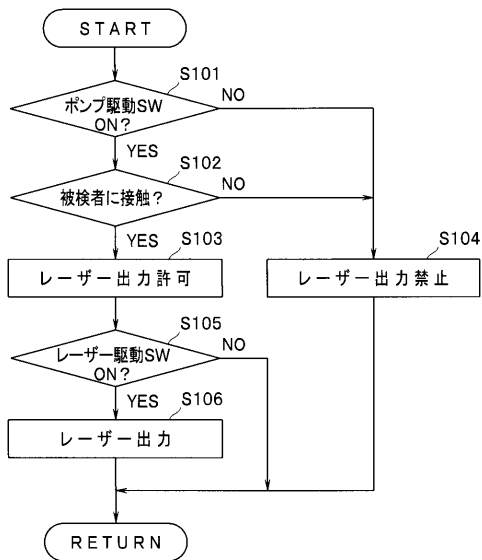 START
S101
ポンプ駆動SW
ON?
NO
YES
S102
被検者に接触?
NO
YES
S103
レーザー出力許可
S104
レーザー出力禁止
S105
レーザー駆動SW
ON?
NO
YES
S106
レーザー出力
RETURN